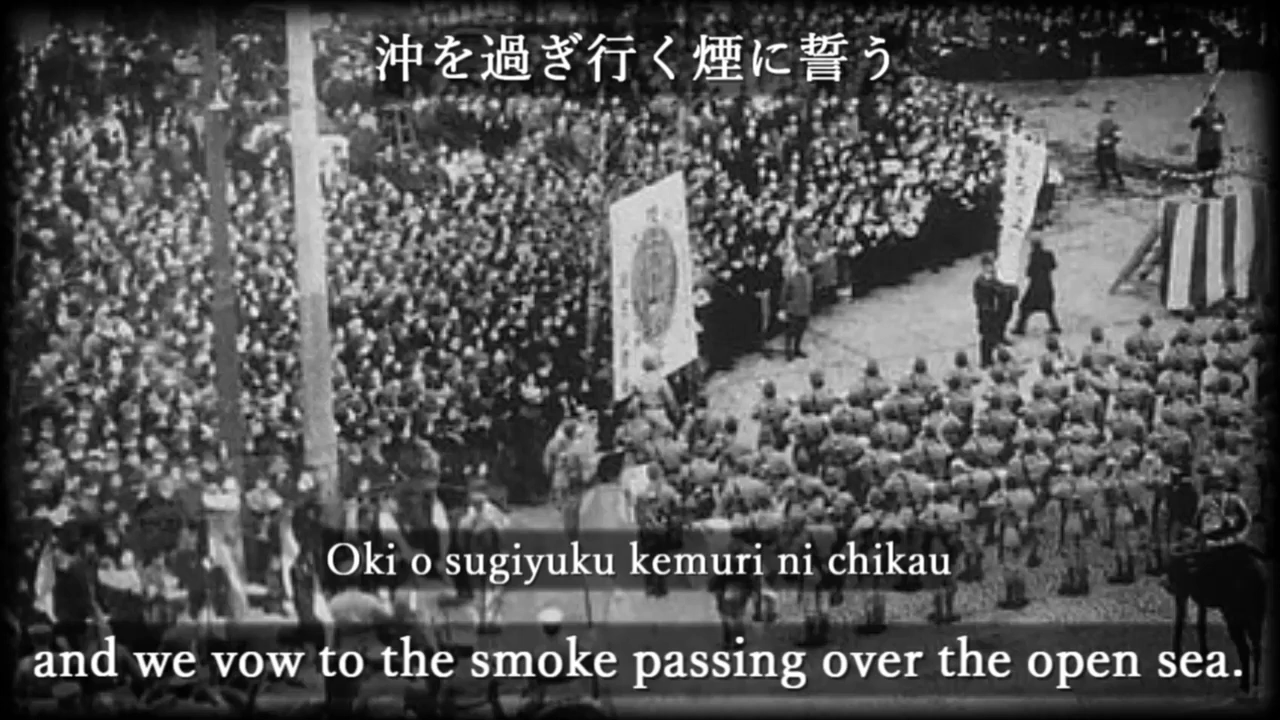 沖を過ぎ行く煙に誓う
Oki o sugiyuku kemuri ni chikau
and we vow to the smoke passing over the open sea.